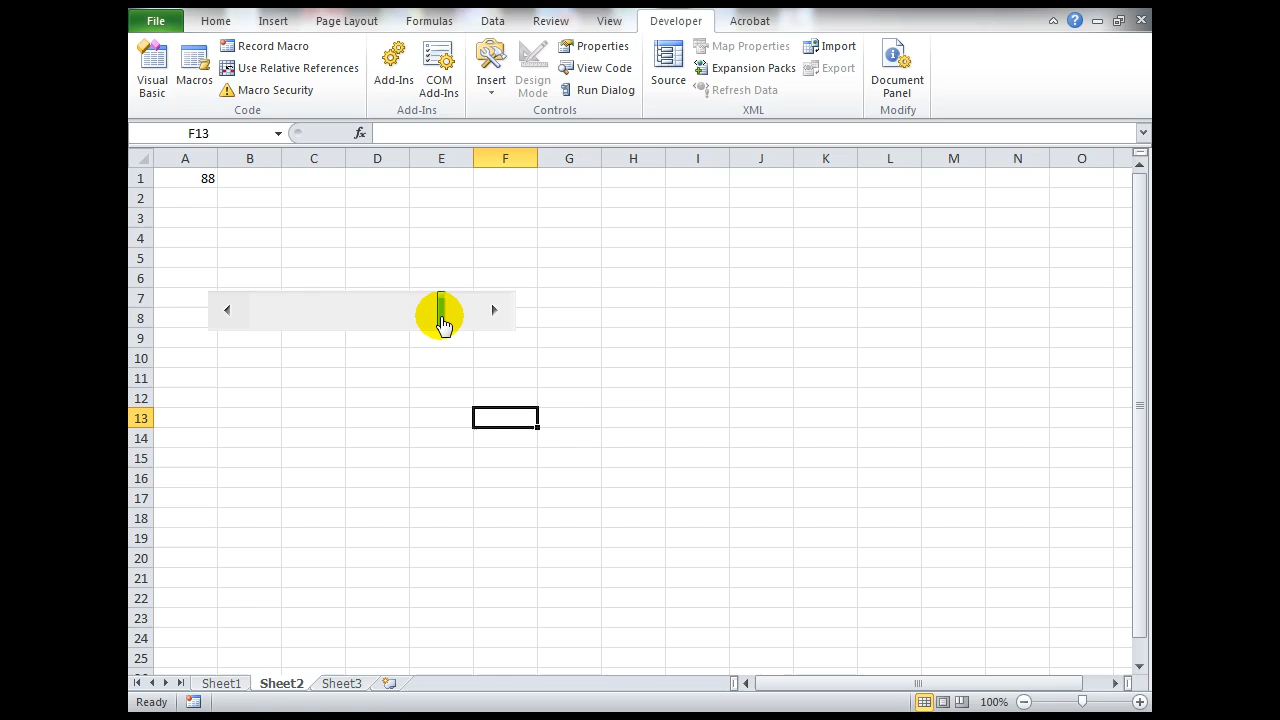 File Home Insert Page Layout Formulas Data Review View Developer Acrobat
Visual Basic
Macros
Record Macro
Use Relative References
Macro Security
Code
Add-Ins
COM Add-Ins
Add-Ins
Insert
Design Mode
Properties
View Code
Run Dialog
Controls
Source
Map Properties
Expansion Packs
Refresh Data
Import
Export
XML
Document Panel
Modify
F13 fx
A B C D E F G H I J K L M N O
1 88
2
3
4
5
6
7
8
9
10
11
12
13
14
15
16
17
18
19
20
21
22
23
24
25
Sheet1 Sheet2 Sheet3
Ready 100%